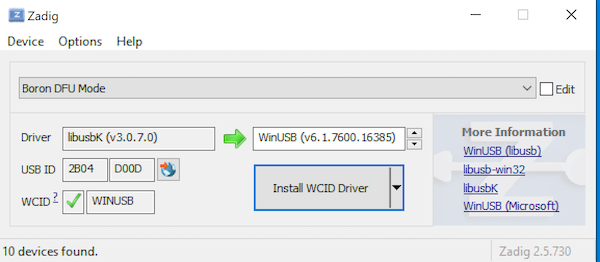 Zadig
Device Options Help
Boron DFU Mode
Edit
Driver libusbK (v3.0.7.0) WinUSB (v6.1.7600.16385)
USB ID 2B04 D00D
WCID ? WINUSB
Install WCID Driver
More Information
WinUSB (libusb)
libusb-win32
libusbK
WinUSB (Microsoft)
10 devices found.
Zadig 2.5.730